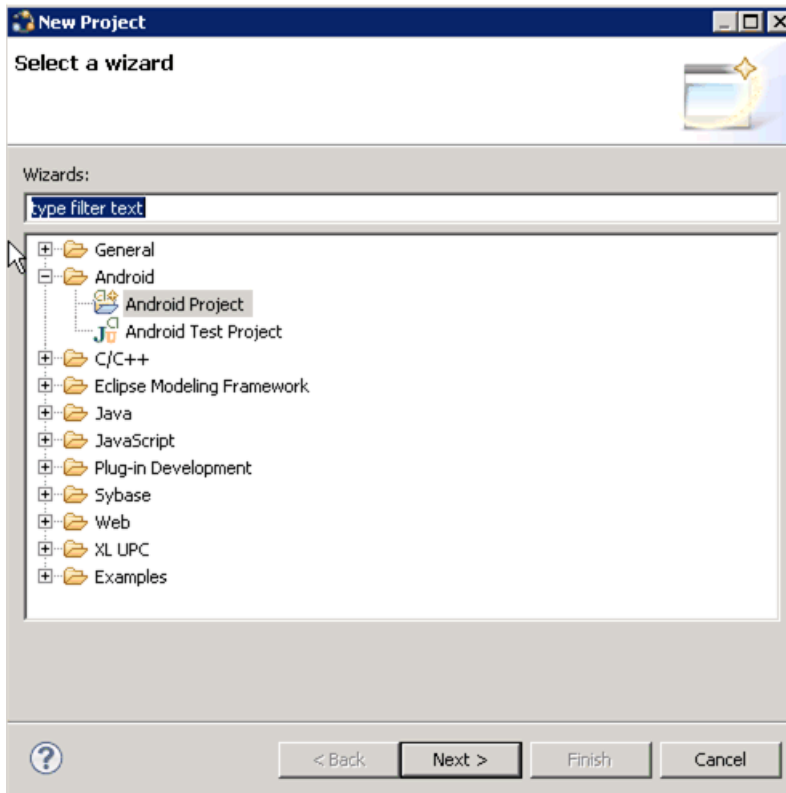 New Project
Select a wizard
Wizards:
type filter text
General
Android
Android Project
Android Test Project
C/C++
Eclipse Modeling Framework
Java
JavaScript
Plug-in Development
Sybase
Web
XL UPC
Examples
< Back Next > Finish Cancel